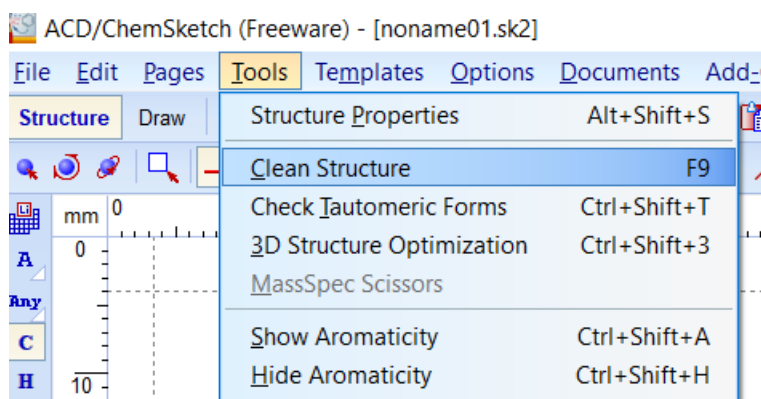 ACD/ChemSketch (Freeware) - [noname01.sk2]
File Edit Pages Tools Templates Options Documents Add-
Structure Draw Structure Properties Alt+Shift+S
Clean Structure F9
mm 0 Check Tautomeric Forms Ctrl+Shift+T
A 0 3D Structure Optimization Ctrl+Shift+3
Any MassSpec Scissors
C Show Aromaticity Ctrl+Shift+A
H 10 Hide Aromaticity Ctrl+Shift+H